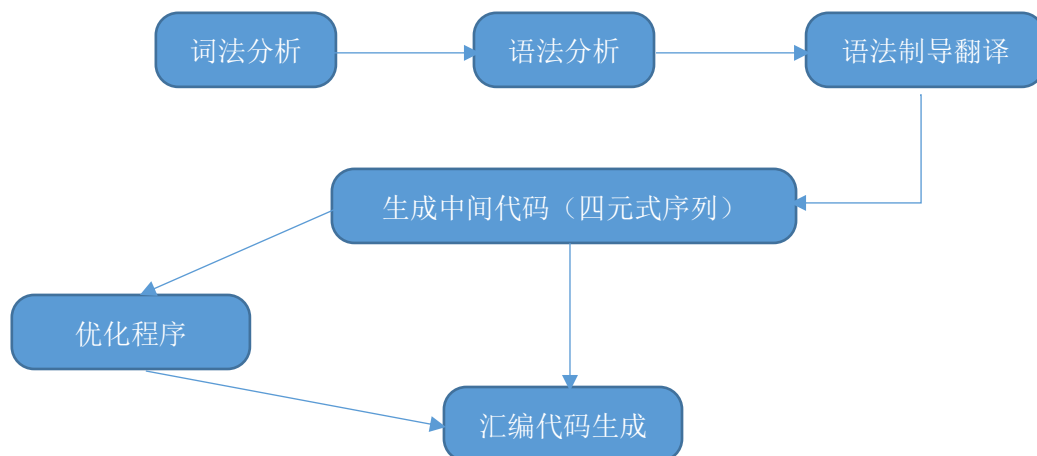 词法分析
语法分析
语法制导翻译
生成中间代码（四元式序列）
优化程序
汇编代码生成